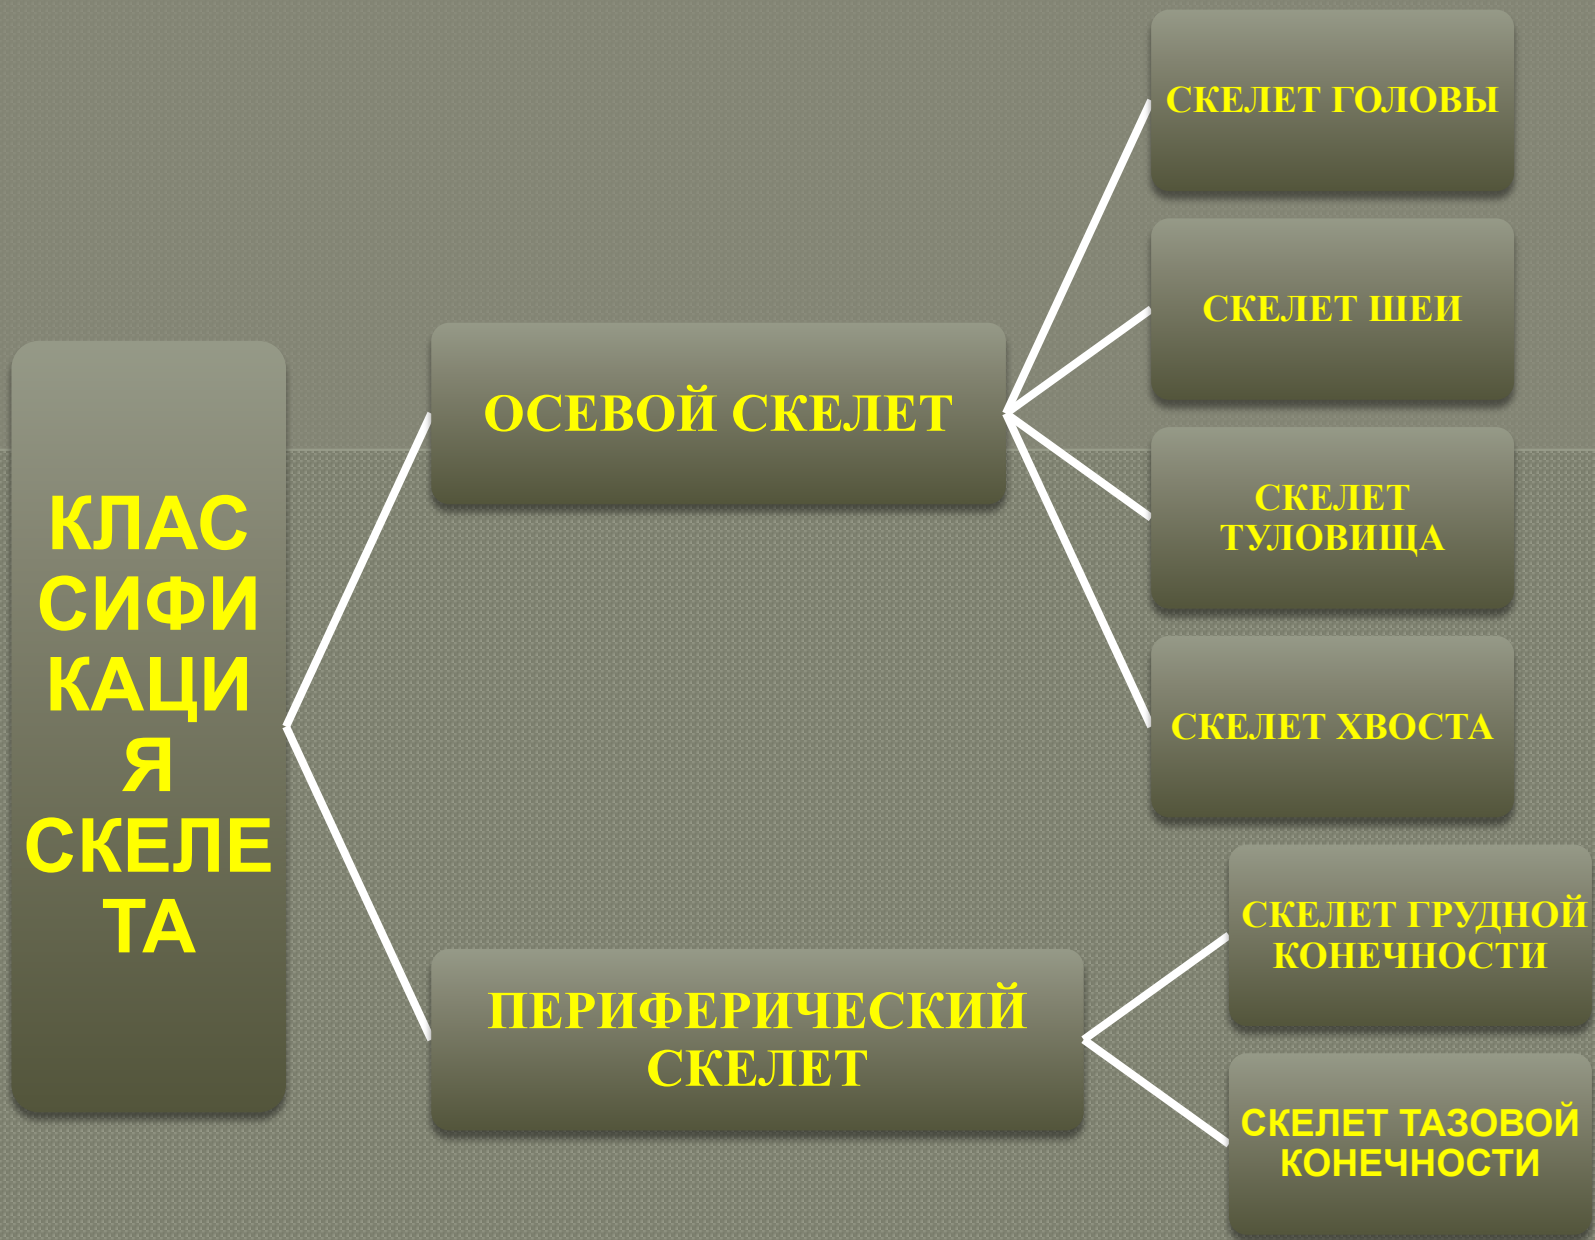 КЛАС
СИФИ
КАЦИ
Я
СКЕЛЕ
ТА
ОСЕВОЙ СКЕЛЕТ
СКЕЛЕТ ГОЛОВЫ
СКЕЛЕТ ШЕИ
СКЕЛЕТ
ТУЛОВИЩА
СКЕЛЕТ ХВОСТА
ПЕРИФЕРИЧЕСКИЙ
СКЕЛЕТ
СКЕЛЕТ ГРУДНОЙ
КОНЕЧНОСТИ
СКЕЛЕТ ТАЗОВОЙ
КОНЕЧНОСТИ